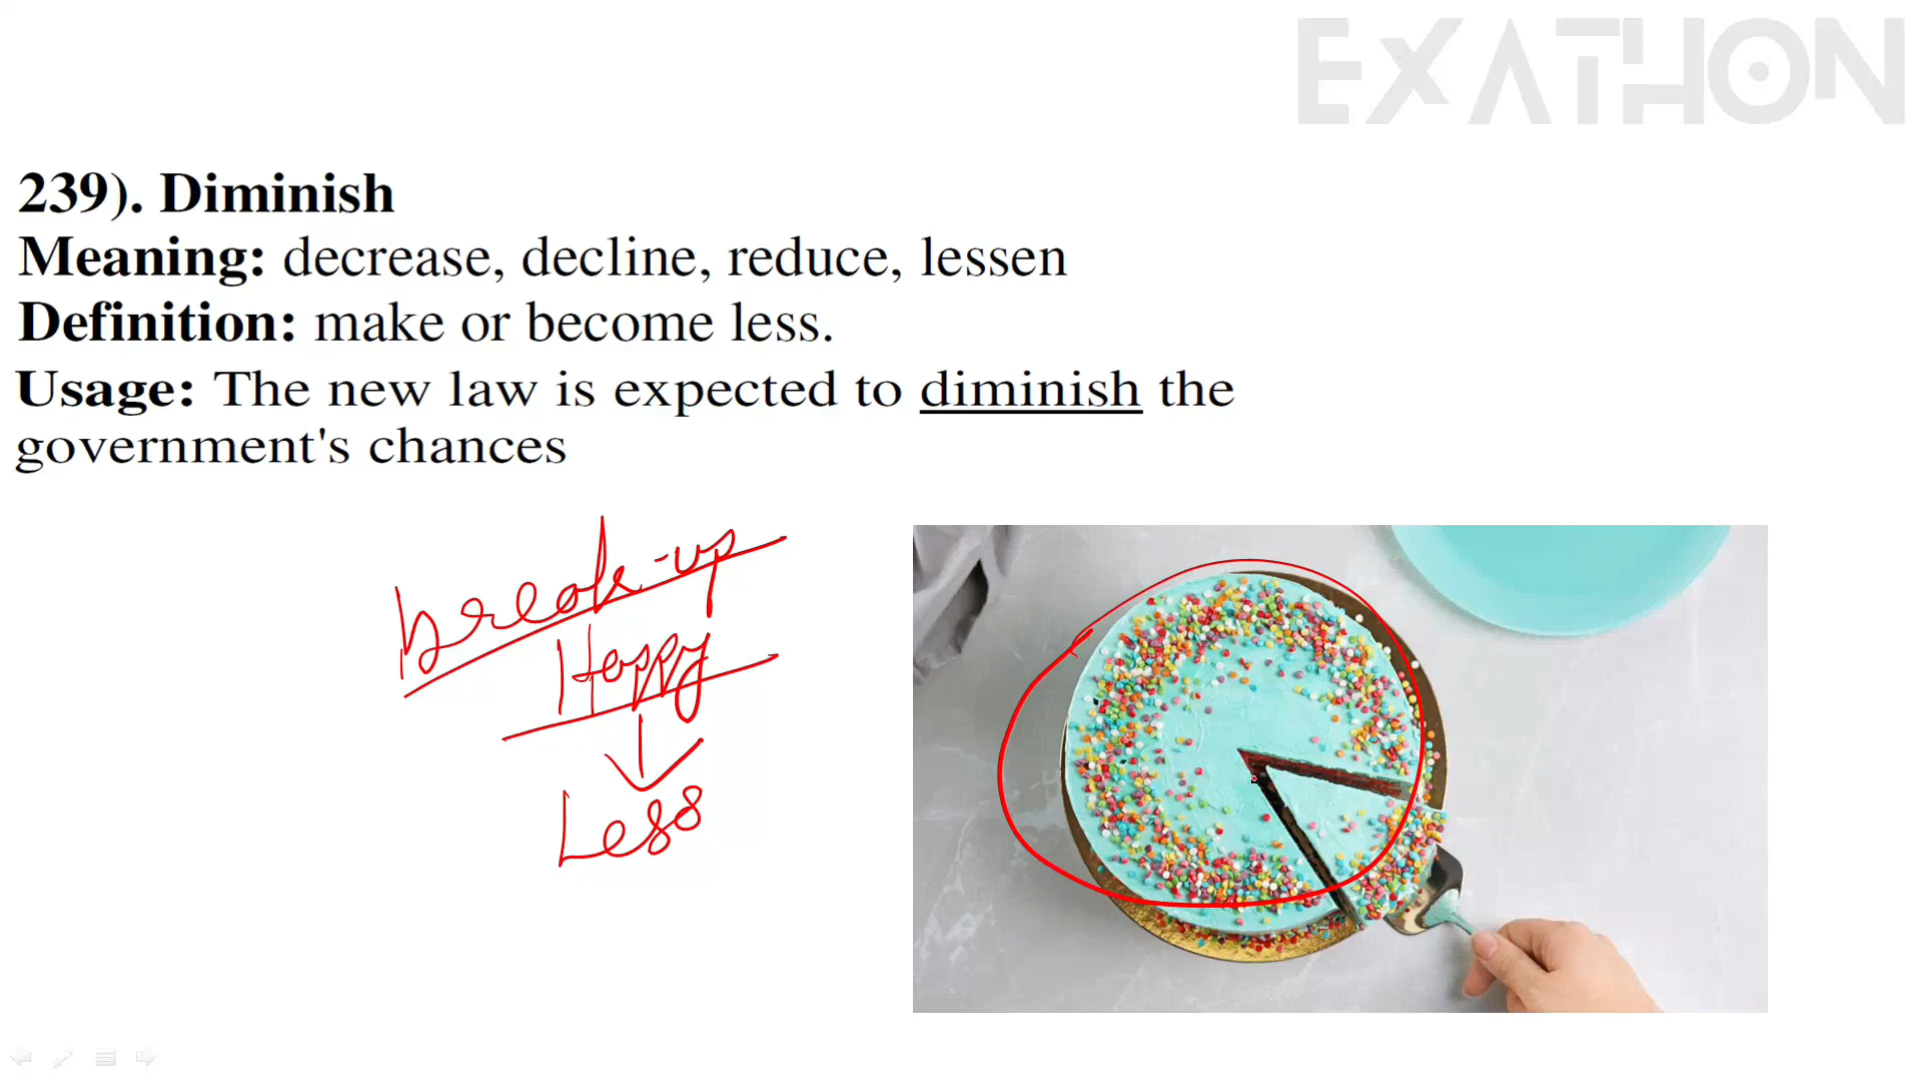 EXATHON
239). Diminish
Meaning: decrease, decline, reduce, lessen
Definition: make or become less.
Usage: The new law is expected to diminish the
government's chances
break-up
Happy
Less